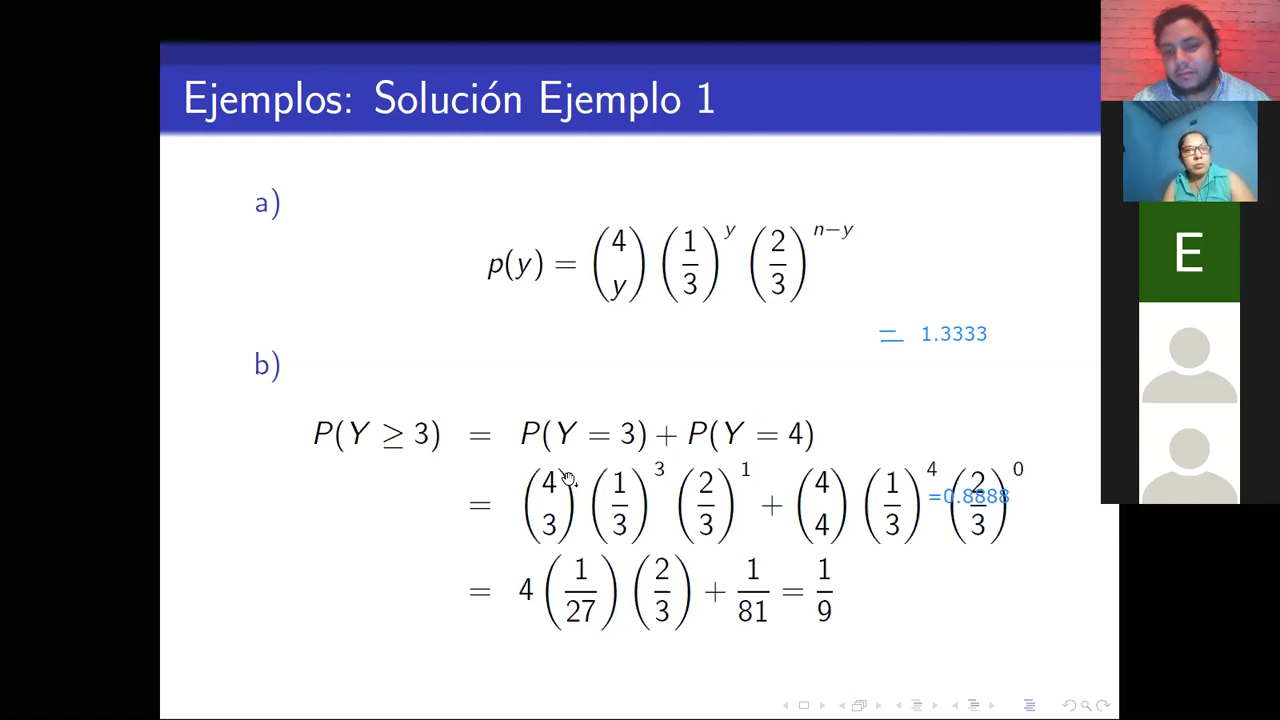 Ejemplos: Solución Ejemplo 1
a)
p(y) = (4 y) (1/3)^y (2/3)^{n−y}
= 1.3333
b)
P(Y ≥ 3) = P(Y = 3) + P(Y = 4)
= (4 3) (1/3)^3 (2/3)^1 + (4 4) (1/3)^4 (2/3)^0
=0.8888
= 4 (1/27) (2/3) + 1/81 = 1/9
E